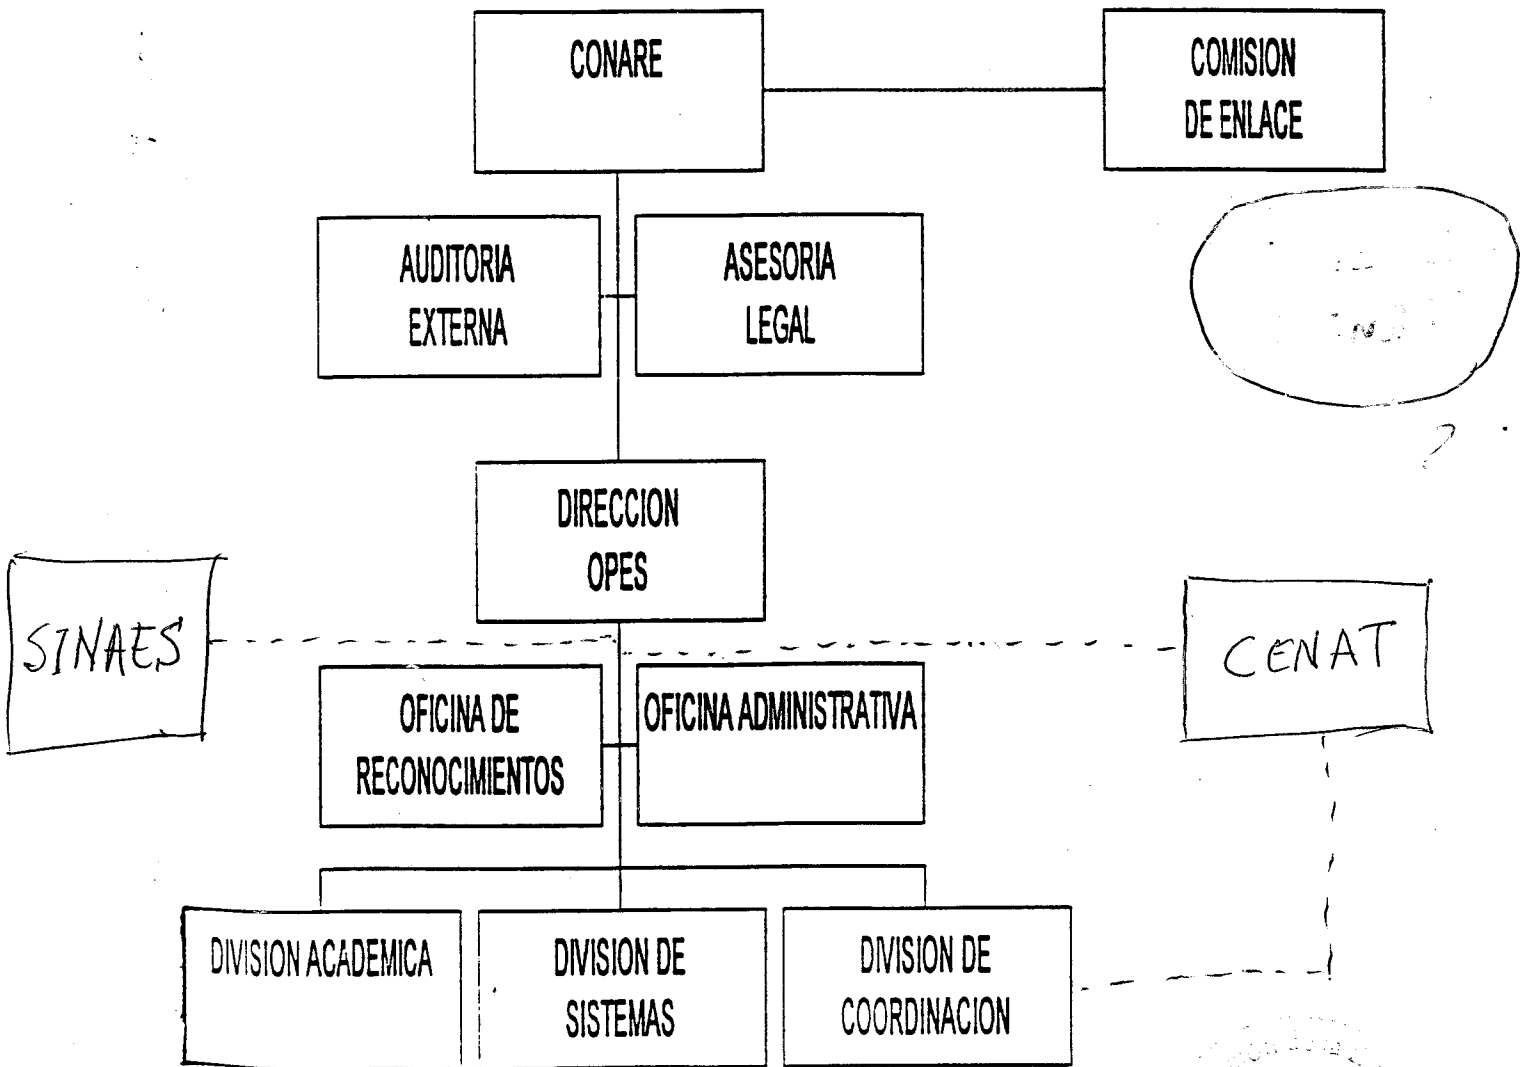 CONARE
COMISION
DE ENLACE
AUDITORIA
EXTERNA
ASESORIA
LEGAL
DIRECCION
OPES
SINAES
CENAT
OFICINA DE
RECONOCIMIENTOS
OFICINA ADMINISTRATIVA
DIVISION ACADEMICA
DIVISION DE
SISTEMAS
DIVISION DE
COORDINACION